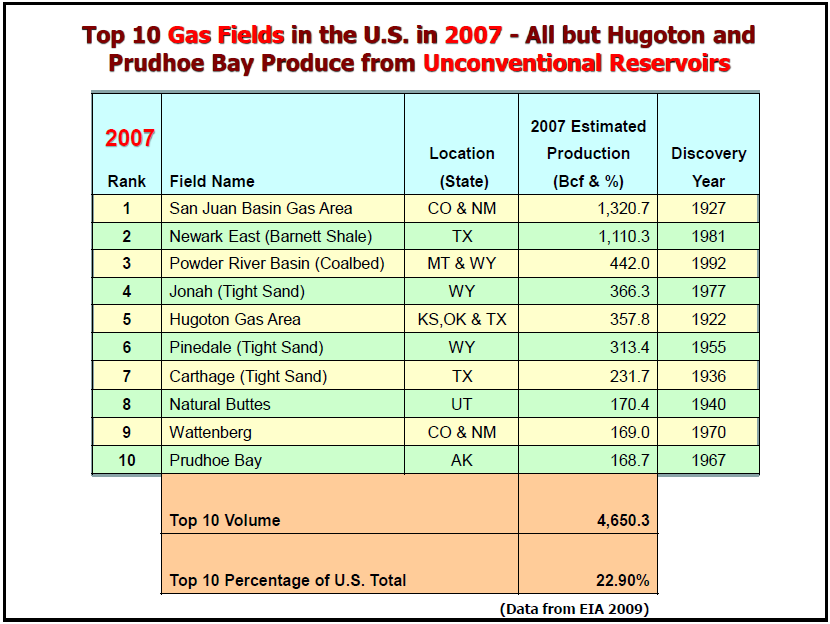 Top 10 Gas Fields in the U.S. in 2007 - All but Hugoton and
Prudhoe Bay Produce from Unconventional Reservoirs
2007 Rank Field Name Location (State) 2007 Estimated Production (Bcf & %) Discovery Year
1 San Juan Basin Gas Area CO & NM 1,320.7 1927
2 Newark East (Barnett Shale) TX 1,110.3 1981
3 Powder River Basin (Coalbed) MT & WY 442.0 1992
4 Jonah (Tight Sand) WY 366.3 1977
5 Hugoton Gas Area KS,OK & TX 357.8 1922
6 Pinedale (Tight Sand) WY 313.4 1955
7 Carthage (Tight Sand) TX 231.7 1936
8 Natural Buttes UT 170.4 1940
9 Wattenberg CO & NM 169.0 1970
10 Prudhoe Bay AK 168.7 1967
Top 10 Volume 4,650.3
Top 10 Percentage of U.S. Total 22.90%
(Data from EIA 2009)